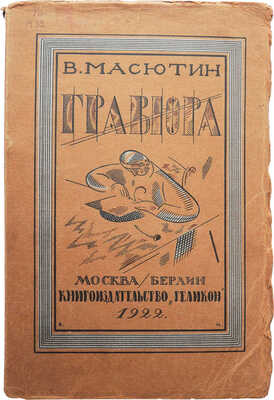 В. МАСЮТИН
ГРАВЮРА
МОСКВА/БЕРЛИН
КНИГОИЗДАТЕЛЬСТВО „ГЕЛИКОН"
1922